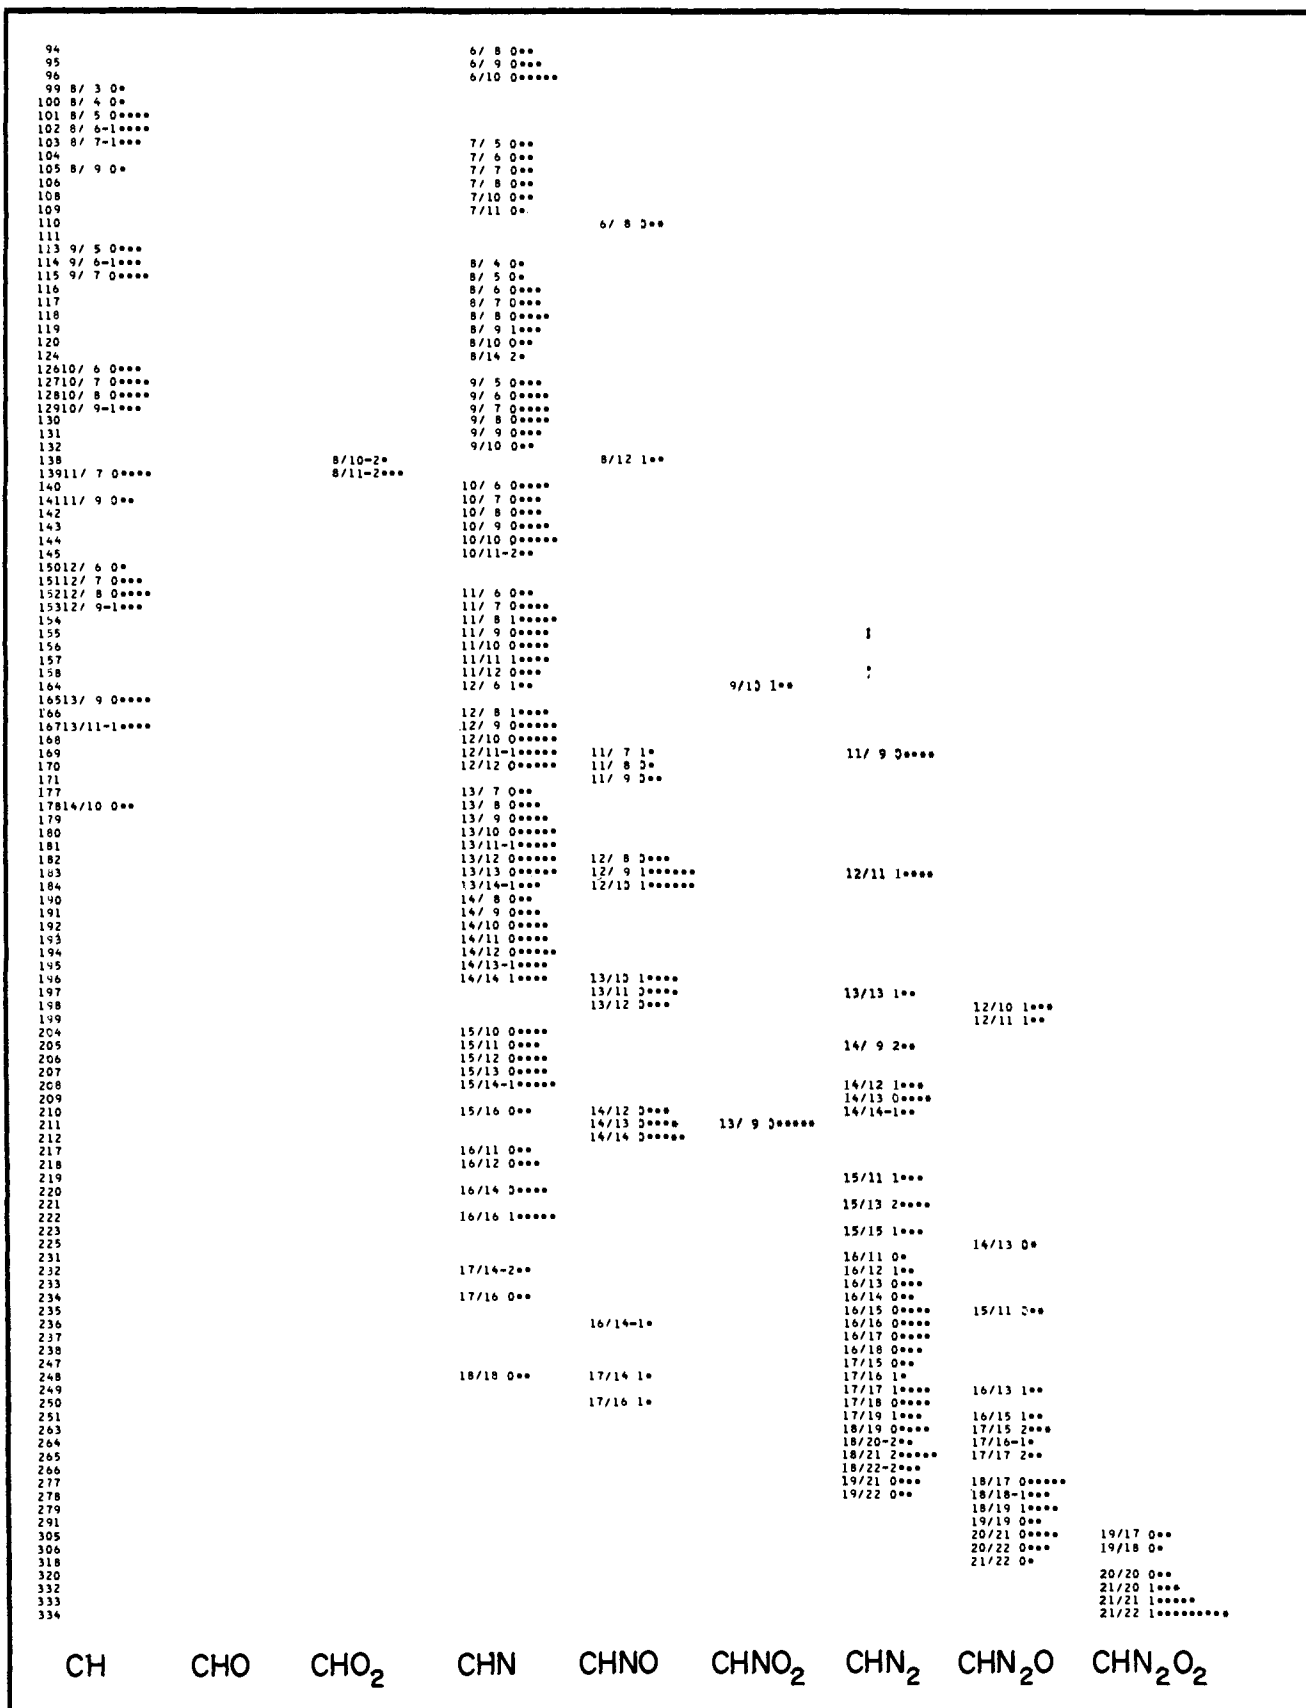 94 6/ 8 0••
95 6/ 9 0•••
96 6/10 0•••••
99 8/ 3 0•
100 8/ 4 0•
101 8/ 5 0••••
102 8/ 6-1••••
103 8/ 7-1••• 7/ 5 0••
104 7/ 6 0••
105 8/ 9 0• 7/ 7 0••
106 7/ 8 0••
108 7/10 0••
109 7/11 0•
110 6/ 8 0••
111
113 9/ 5 0•••
114 9/ 6-1••• 8/ 4 0•
115 9/ 7 0•••• 8/ 5 0•
116 8/ 6 0•••
117 8/ 7 0•••
118 8/ 8 0••••
119 8/ 9 1•••
120 8/10 0••
124 8/14 2•
12610/ 6 0•••
12710/ 7 0•••• 9/ 5 0•••
12810/ 8 0•••• 9/ 6 0••••
12910/ 9-1••• 9/ 7 0••••
130 9/ 8 0••••
131 9/ 9 0•••
132 9/10 0••
138 8/10-2• 8/12 1••
13911/ 7 0•••• 8/11-2•••
140 10/ 6 0••••
14111/ 9 0•• 10/ 7 0•••
142 10/ 8 0•••
143 10/ 9 0••••
144 10/10 0•••••
145 10/11-2••
15012/ 6 0•
15112/ 7 0•••
15212/ 8 0•••• 11/ 6 0••
15312/ 9-1••• 11/ 7 0••••
154 11/ 8 1•••••
155 11/ 9 0••••
156 11/10 0••••
157 11/11 1••••
158 11/12 0•••
164 12/ 6 1•• 9/10 1••
16513/ 9 0••••
166 12/ 8 1••••
16713/11-1•••• 12/ 9 0•••••
168 12/10 0•••••
169 12/11-1••••• 11/ 7 1• 11/ 9 0••••
170 12/12 0••••• 11/ 8 0•
171 11/ 9 0••
177 13/ 7 0••
17814/10 0•• 13/ 8 0•••
179 13/ 9 0••••
180 13/10 0•••••
181 13/11-1•••••
182 13/12 0••••• 12/ 8 0•••
183 13/13 0••••• 12/ 9 1•••••• 12/11 1••••
184 13/14-1••• 12/10 1••••••
190 14/ 8 0••
191 14/ 9 0•••
192 14/10 0••••
193 14/11 0••••
194 14/12 0•••••
195 14/13-1••••
196 14/14 1•••• 13/10 1••••
197 13/11 0•••• 13/13 1••
198 13/12 0••• 12/10 1•••
199 12/11 1••
204 15/10 0••••
205 15/11 0••• 14/ 9 2••
206 15/12 0••••
207 15/13 0••••
208 15/14-1••••• 14/12 1•••
209 14/13 0••••
210 15/16 0•• 14/12 0••• 14/14-1••
211 14/13 0•••• 13/ 9 0•••••
212 14/14 0•••••
217 16/11 0••
218 16/12 0•••
219 15/11 1•••
220 16/14 0••••
221 15/13 2••••
222 16/16 1•••••
223 15/15 1•••
225 14/13 0•
231 16/11 0•
232 17/14-2•• 16/12 1••
233 16/13 0•••
234 17/16 0•• 16/14 0••
235 16/15 0•••• 15/11 0•••
236 16/14-1• 16/16 0••••
237 16/17 0••••
238 16/18 0•••
247 17/15 0••
248 18/18 0•• 17/14 1• 17/16 1•
249 17/17 1•••• 16/13 1••
250 17/16 1• 17/18 0••••
251 17/19 1••• 16/15 1••
263 18/19 0•••• 17/15 2•••
264 18/20-2•• 17/16-1•
265 18/21 2••••• 17/17 2••
266 18/22-2•••
277 19/21 0••• 18/17 0•••••
278 19/22 0•• 18/18-1•••
279 18/19 1••••
291 19/19 0••
305 20/21 0•••• 19/17 0••
306 20/22 0••• 19/18 0•
318 21/22 0•
320 20/20 0••
332 21/20 1•••
333 21/21 1•••••
334 21/22 1•••••••••
CH CHO CHO₂ CHN CHNO CHNO₂ CHN₂ CHN₂O CHN₂O₂